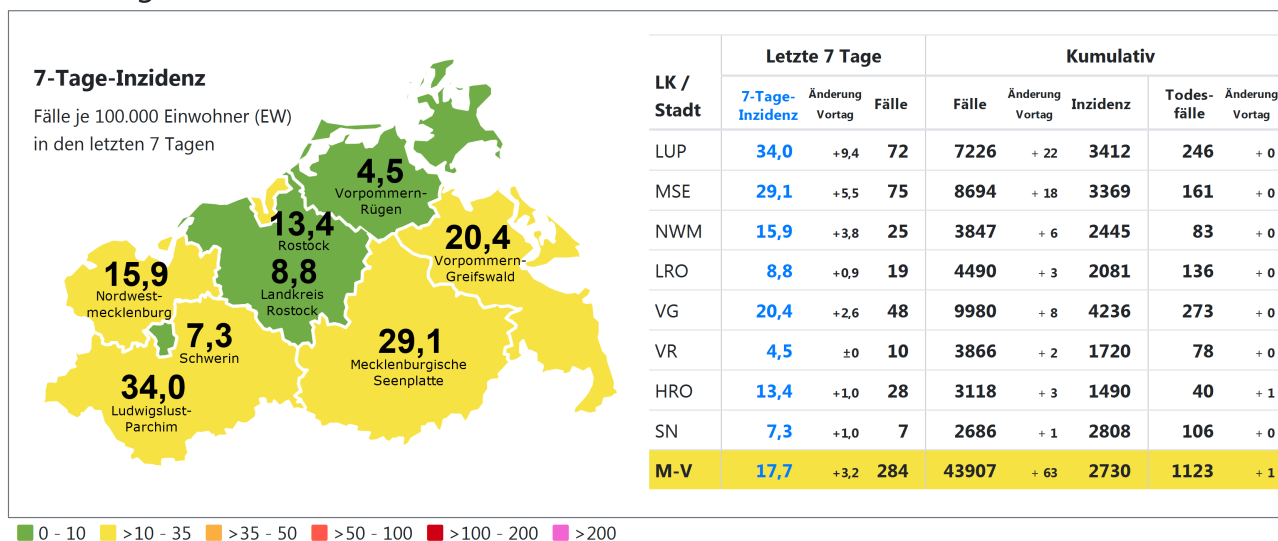 7-Tage-Inzidenz
Fälle je 100.000 Einwohner (EW)
in den letzten 7 Tagen
4,5
Vorpommern-
Rügen
13,4
Rostock
20,4
Vorpommern-
Greifswald
15,9
Nordwest-
mecklenburg
8,8
Landkreis
Rostock
7,3
Schwerin
29,1
Mecklenburgische
Seenplatte
34,0
Ludwigslust-
Parchim
Letzte 7 Tage Kumulativ
LK /
Stadt
7-Tage-
Inzidenz
Änderung
Vortag
Fälle
Fälle
Änderung
Vortag
Inzidenz
Todes-
fälle
Änderung
Vortag
LUP 34,0 +9,4 72 7226 + 22 3412 246 + 0
MSE 29,1 +5,5 75 8694 + 18 3369 161 + 0
NWM 15,9 +3,8 25 3847 + 6 2445 83 + 0
LRO 8,8 +0,9 19 4490 + 3 2081 136 + 0
VG 20,4 +2,6 48 9980 + 8 4236 273 + 0
VR 4,5 ±0 10 3866 + 2 1720 78 + 0
HRO 13,4 +1,0 28 3118 + 3 1490 40 + 1
SN 7,3 +1,0 7 2686 + 1 2808 106 + 0
M-V 17,7 +3,2 284 43907 + 63 2730 1123 + 1
0 - 10 >10 - 35 >35 - 50 >50 - 100 >100 - 200 >200